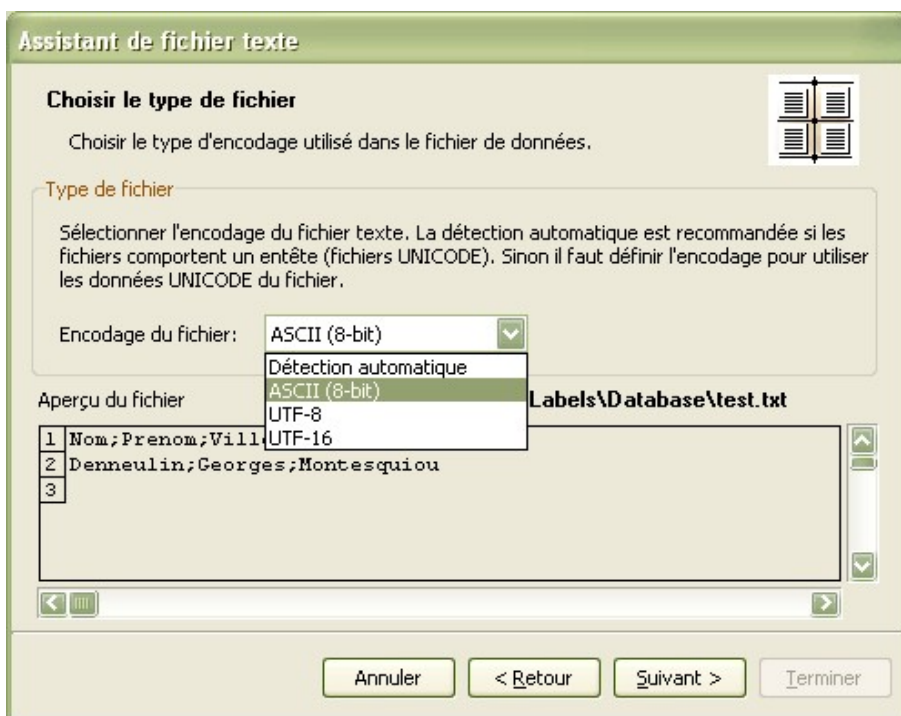 Assistant de fichier texte
Choisir le type de fichier
Choisir le type d'encodage utilisé dans le fichier de données.
Type de fichier
Sélectionner l'encodage du fichier texte. La détection automatique est recommandée si les
fichiers comportent un entête (fichiers UNICODE). Sinon il faut définir l'encodage pour utiliser
les données UNICODE du fichier.
Encodage du fichier: ASCII (8-bit)
Détection automatique
ASCII (8-bit)
UTF-8
UTF-16
Aperçu du fichier Labels\Database\test.txt
1 Nom;Prenom;
2 Denneulin;Georges;Montesquiou
3
Annuler < Retour Suivant > Terminer